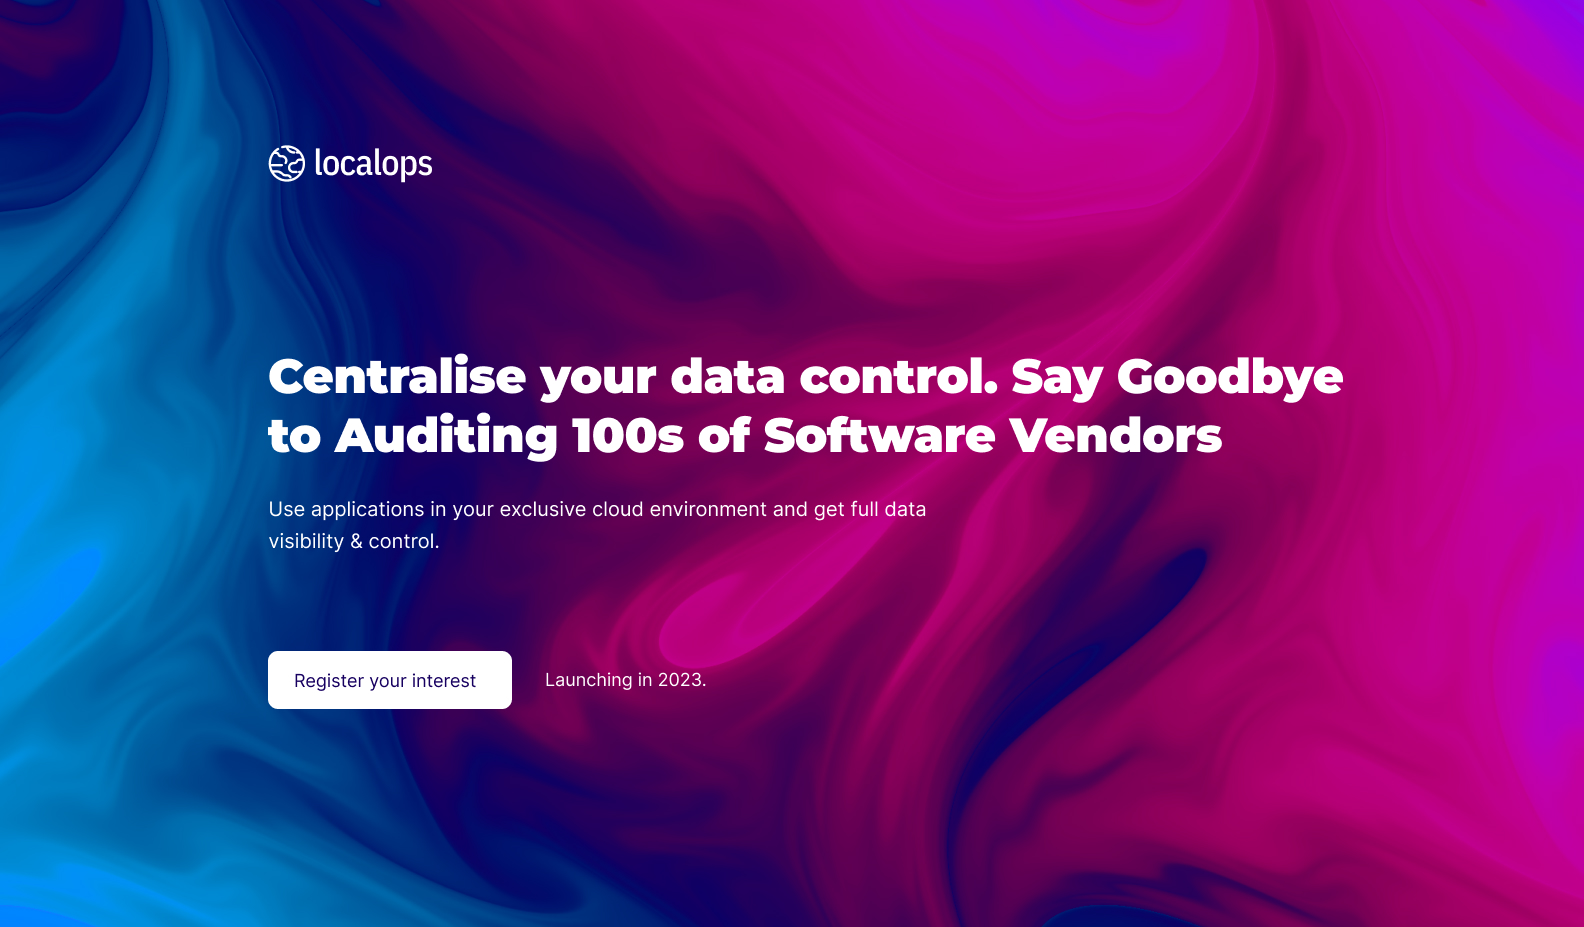 localops
Centralise your data control. Say Goodbye
to Auditing 100s of Software Vendors
Use applications in your exclusive cloud environment and get full data
visibility & control.
Register your interest
Launching in 2023.